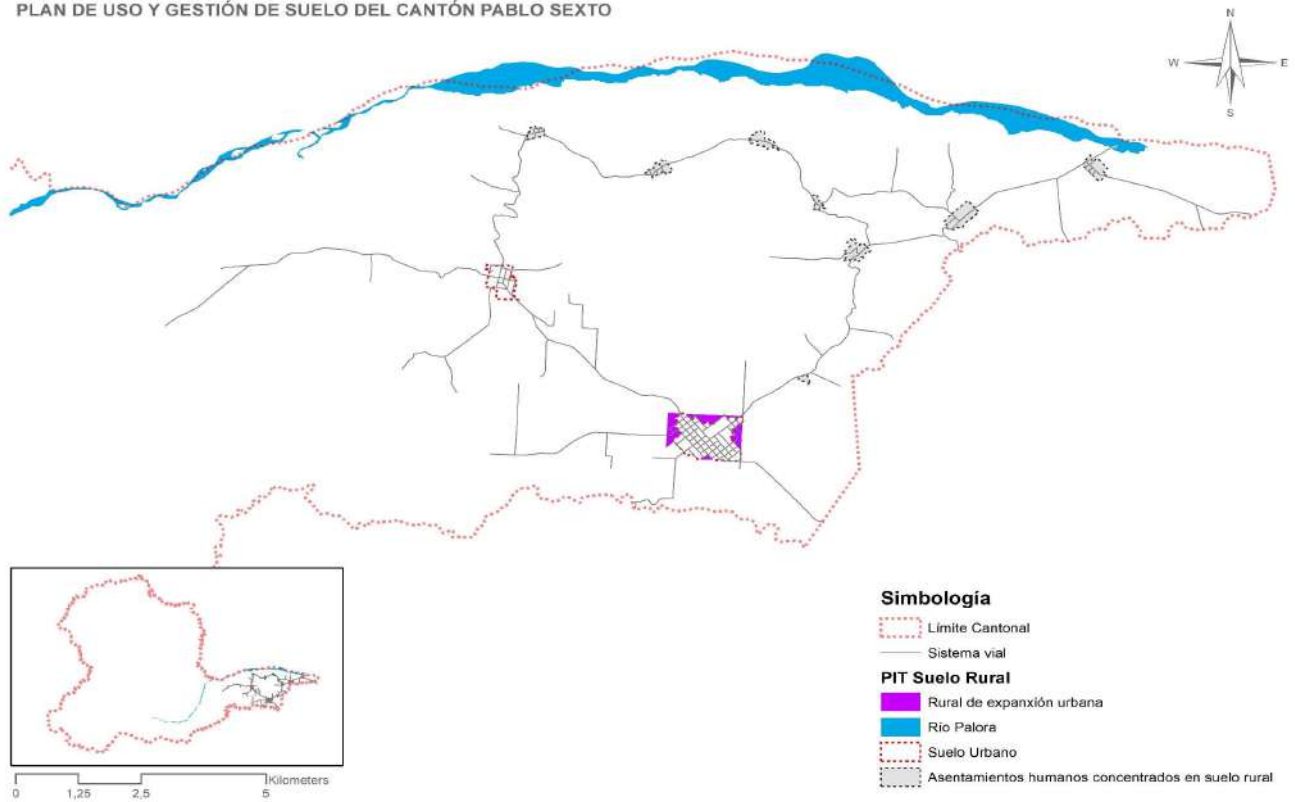 PLAN DE USO Y GESTIÓN DE SUELO DEL CANTÓN PABLO SEXTO
N
W E
S
Simbología
Límite Cantonal
Sistema vial
PIT Suelo Rural
Rural de expanxión urbana
Río Palora
Suelo Urbano
Asentamientos humanos concentrados en suelo rural
Kilometers
0 1,25 2,5 5